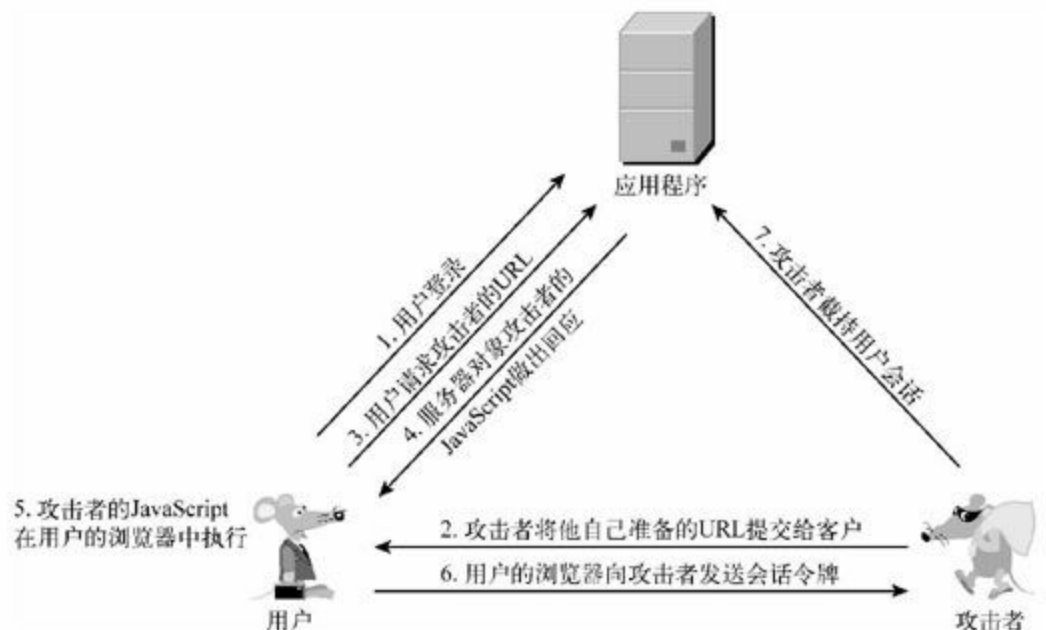 应用程序
1. 用户登录
3. 用户请求攻击者的URL
4. 服务器对象攻击者的
JavaScript做出回应
7. 攻击者截持用户会话
5. 攻击者的JavaScript
在用户的浏览器中执行
2. 攻击者将他自己准备的URL提交给客户
6. 用户的浏览器向攻击者发送会话令牌
用户
攻击者